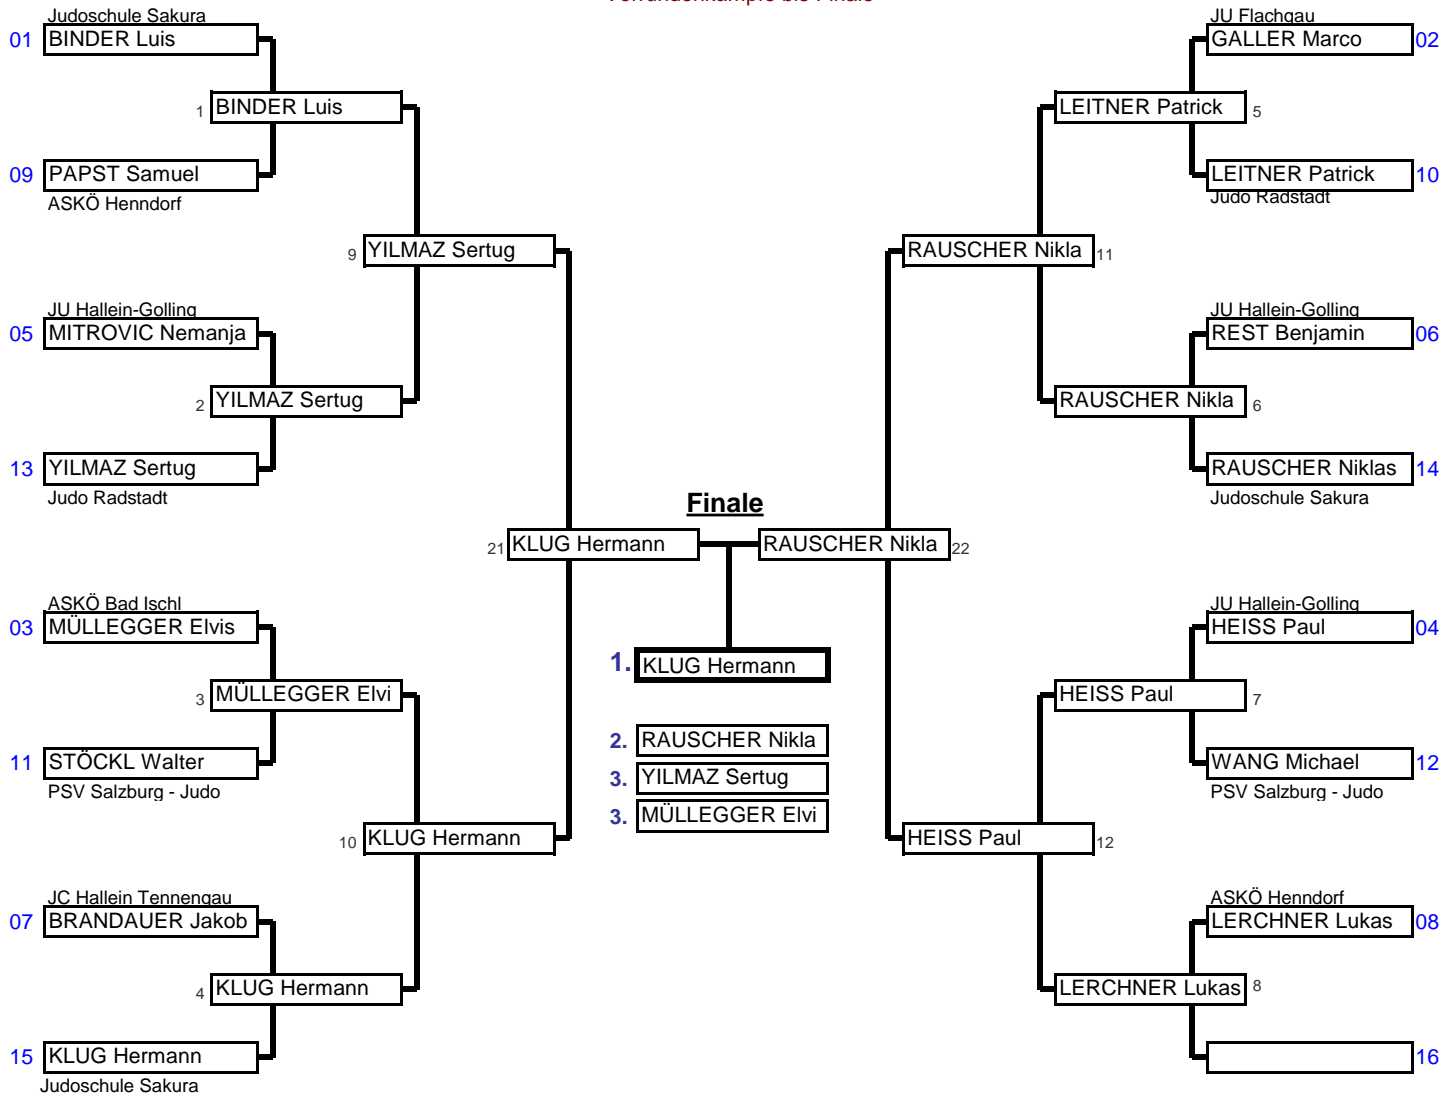 Vorrundenkämpfe bis Finale
Judoschule Sakura
01 BINDER Luis
1 BINDER Luis
09 PAPST Samuel
ASKÖ Henndorf
9 YILMAZ Sertug
JU Hallein-Golling
05 MITROVIC Nemanja
2 YILMAZ Sertug
13 YILMAZ Sertug
Judo Radstadt
21 KLUG Hermann
ASKÖ Bad Ischl
03 MÜLLEGGER Elvis
3 MÜLLEGGER Elvi
11 STÖCKL Walter
PSV Salzburg - Judo
10 KLUG Hermann
JC Hallein Tennengau
07 BRANDAUER Jakob
4 KLUG Hermann
15 KLUG Hermann
Judoschule Sakura
Finale
1. KLUG Hermann
2. RAUSCHER Nikla
3. YILMAZ Sertug
3. MÜLLEGGER Elvi
JU Flachgau
GALLER Marco 02
LEITNER Patrick 5
LEITNER Patrick 10
Judo Radstadt
RAUSCHER Nikla 11
JU Hallein-Golling
REST Benjamin 06
RAUSCHER Nikla 6
RAUSCHER Niklas 14
Judoschule Sakura
RAUSCHER Nikla 22
JU Hallein-Golling
HEISS Paul 04
HEISS Paul 7
WANG Michael 12
PSV Salzburg - Judo
HEISS Paul 12
ASKÖ Henndorf
LERCHNER Lukas 08
LERCHNER Lukas 8
16